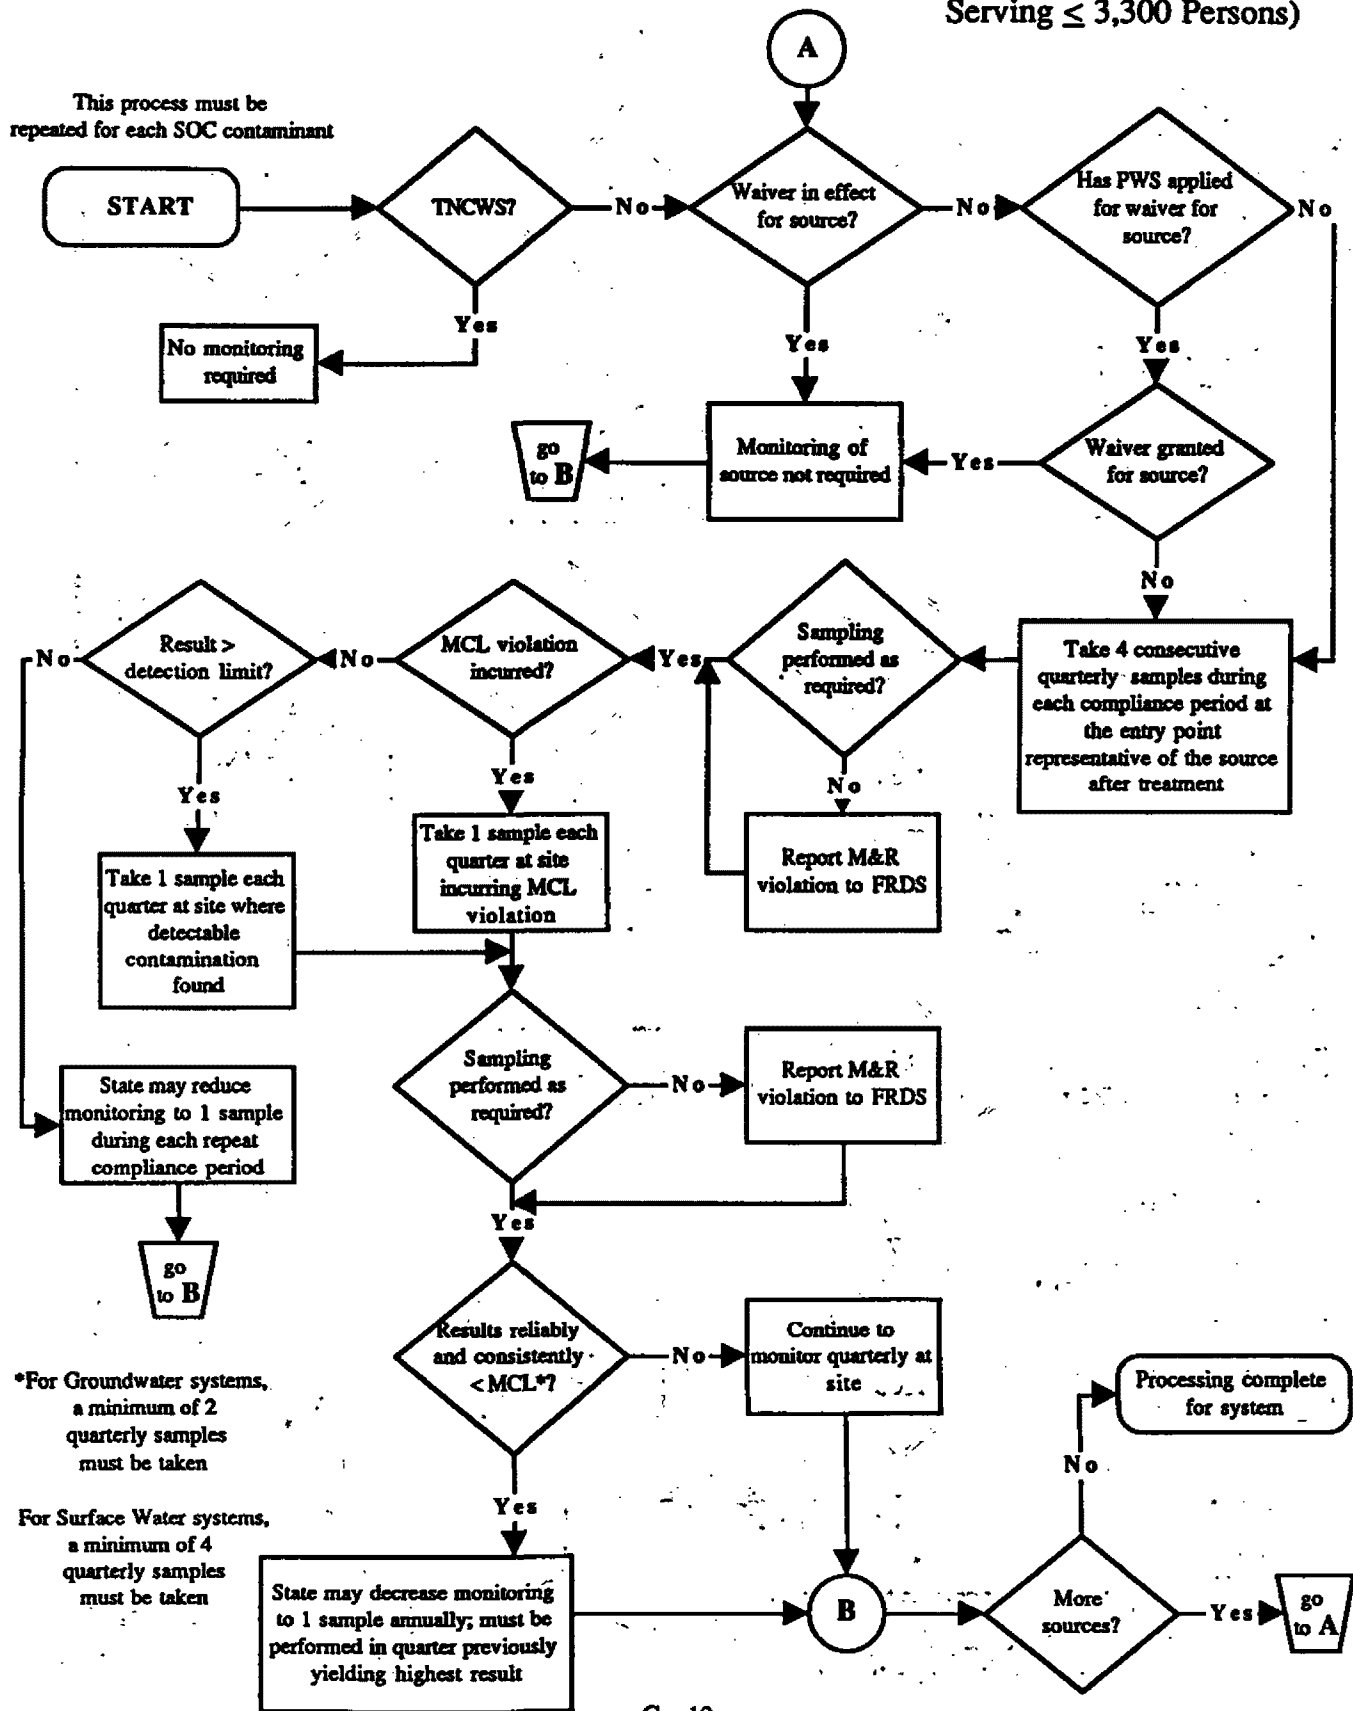 Serving ≤ 3,300 Persons)
A
This process must be
repeated for each SOC contaminant
START
TNCWS?
No
Waiver in effect
for source?
No
Has PWS applied
for waiver for
source?
No
Yes
No monitoring
required
Yes
Yes
go
to B
Monitoring of
source not required
Yes
Waiver granted
for source?
No
No
Result >
detection limit?
No
MCL violation
incurred?
Yes
Sampling
performed as
required?
Take 4 consecutive
quarterly samples during
each compliance period at
the entry point
representative of the source
after treatment
Yes
Yes
No
Take 1 sample each
quarter at site where
detectable
contamination
found
Take 1 sample each
quarter at site
incurring MCL
violation
Report M&R
violation to FRDS
Sampling
performed as
required?
No
Report M&R
violation to FRDS
State may reduce
monitoring to 1 sample
during each repeat
compliance period
Yes
go
to B
Results reliably
and consistently
< MCL*?
No
Continue to
monitor quarterly at
site
Processing complete
for system
*For Groundwater systems,
a minimum of 2
quarterly samples
must be taken
No
Yes
For Surface Water systems,
a minimum of 4
quarterly samples
must be taken
State may decrease monitoring
to 1 sample annually; must be
performed in quarter previously
yielding highest result
B
More
sources?
Yes
go
to A